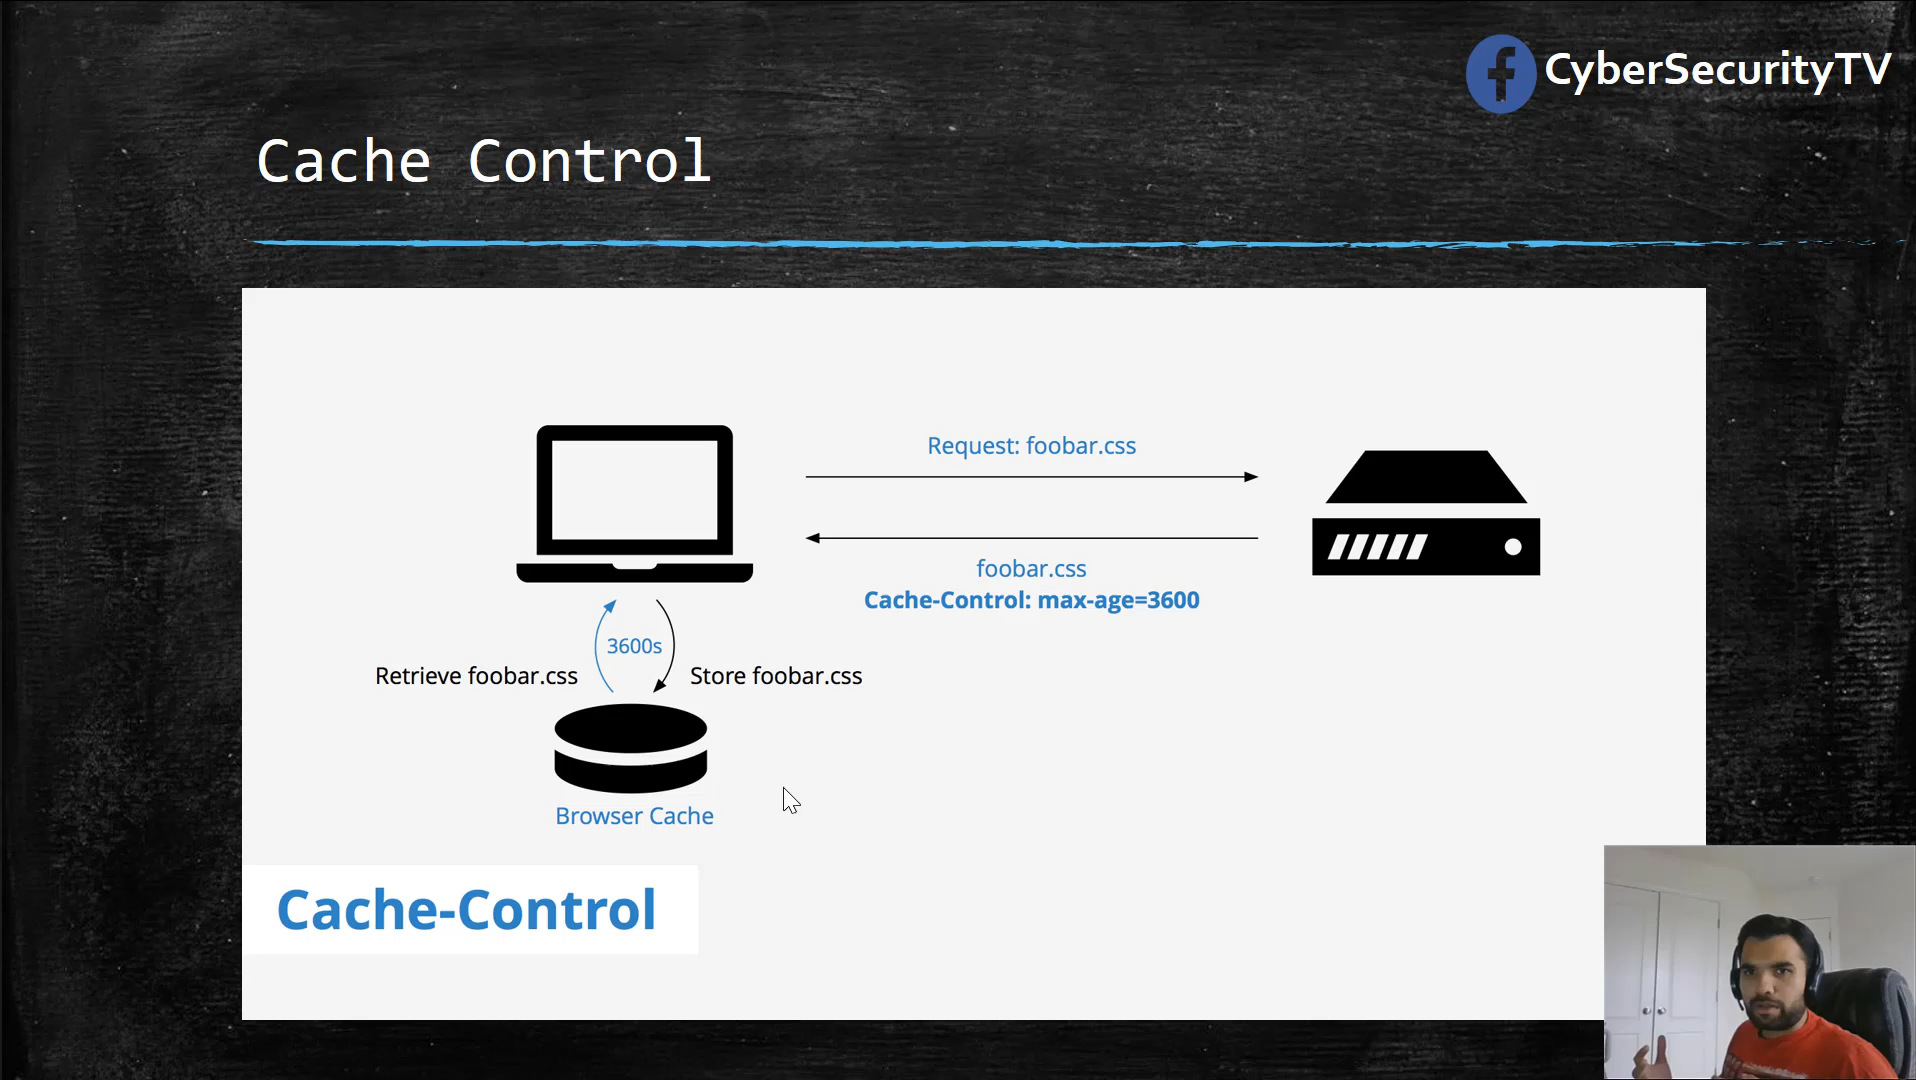 CyberSecurityTV
Cache Control
Request: foobar.css
foobar.css
Cache-Control: max-age=3600
3600s
Retrieve foobar.css
Store foobar.css
Browser Cache
Cache-Control